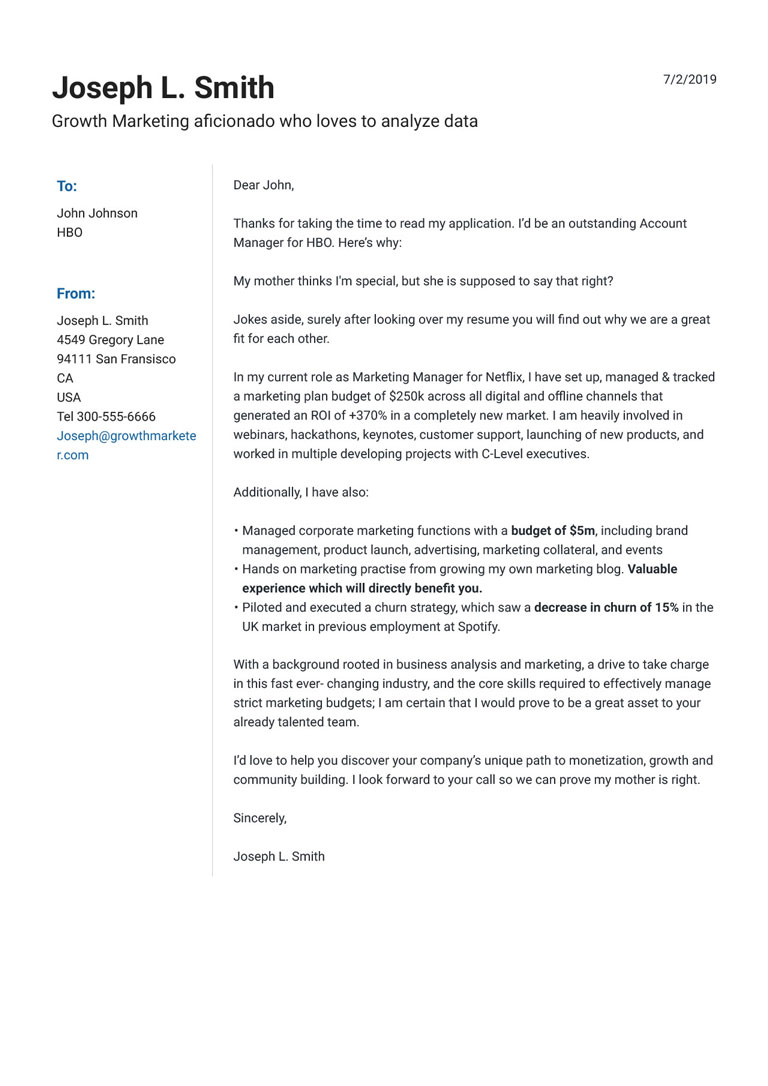 Joseph L. Smith
7/2/2019
Growth Marketing aficionado who loves to analyze data
To:
John Johnson
HBO
From:
Joseph L. Smith
4549 Gregory Lane
94111 San Fransisco
CA
USA
Tel 300-555-6666
Joseph@growthmarkete
r.com
Dear John,
Thanks for taking the time to read my application. I’d be an outstanding Account
Manager for HBO. Here’s why:
My mother thinks I'm special, but she is supposed to say that right?
Jokes aside, surely after looking over my resume you will find out why we are a great
fit for each other.
In my current role as Marketing Manager for Netflix, I have set up, managed & tracked
a marketing plan budget of $250k across all digital and offline channels that
generated an ROI of +370% in a completely new market. I am heavily involved in
webinars, hackathons, keynotes, customer support, launching of new products, and
worked in multiple developing projects with C-Level executives.
Additionally, I have also:
• Managed corporate marketing functions with a budget of $5m, including brand
management, product launch, advertising, marketing collateral, and events
• Hands on marketing practise from growing my own marketing blog. Valuable
experience which will directly benefit you.
• Piloted and executed a churn strategy, which saw a decrease in churn of 15% in the
UK market in previous employment at Spotify.
With a background rooted in business analysis and marketing, a drive to take charge
in this fast ever- changing industry, and the core skills required to effectively manage
strict marketing budgets; I am certain that I would prove to be a great asset to your
already talented team.
I’d love to help you discover your company’s unique path to monetization, growth and
community building. I look forward to your call so we can prove my mother is right.
Sincerely,
Joseph L. Smith